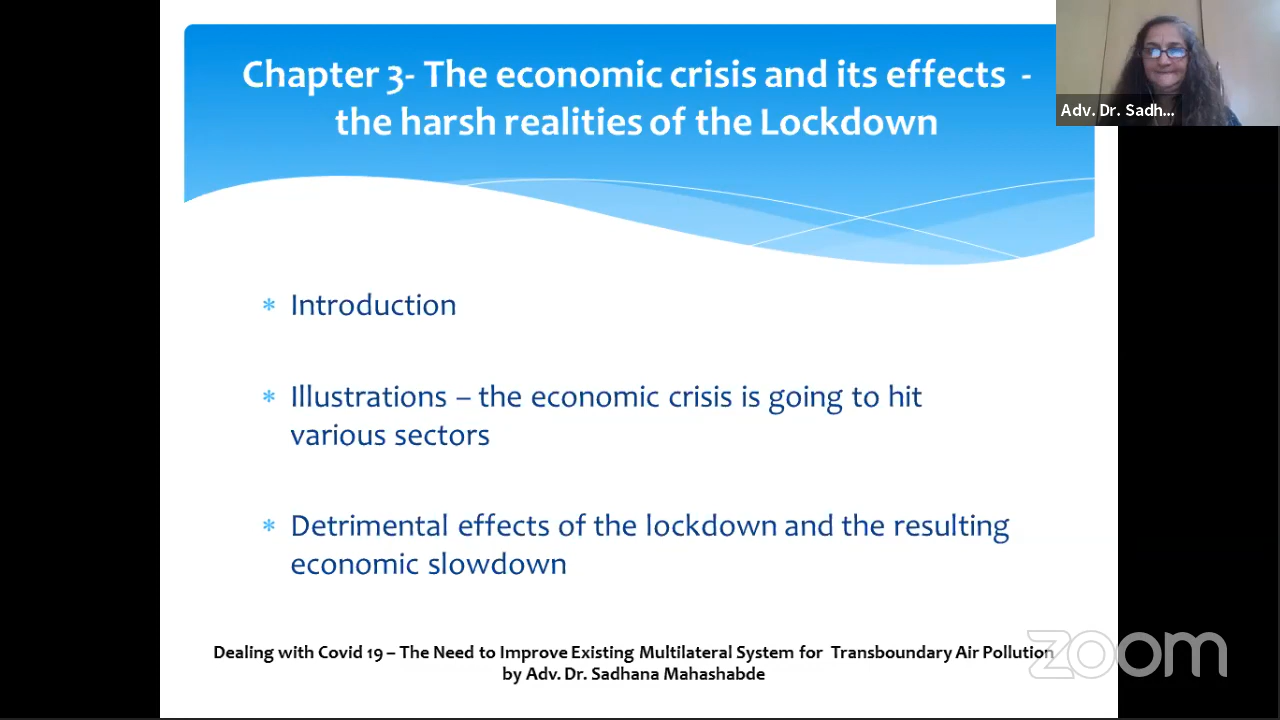 Chapter 3- The economic crisis and its effects -
the harsh realities of the Lockdown
Adv. Dr. Sadh...
* Introduction
* Illustrations – the economic crisis is going to hit
various sectors
* Detrimental effects of the lockdown and the resulting
economic slowdown
Dealing with Covid 19 – The Need to Improve Existing Multilateral System for Transboundary Air Pollution
by Adv. Dr. Sadhana Mahashabde
zoom